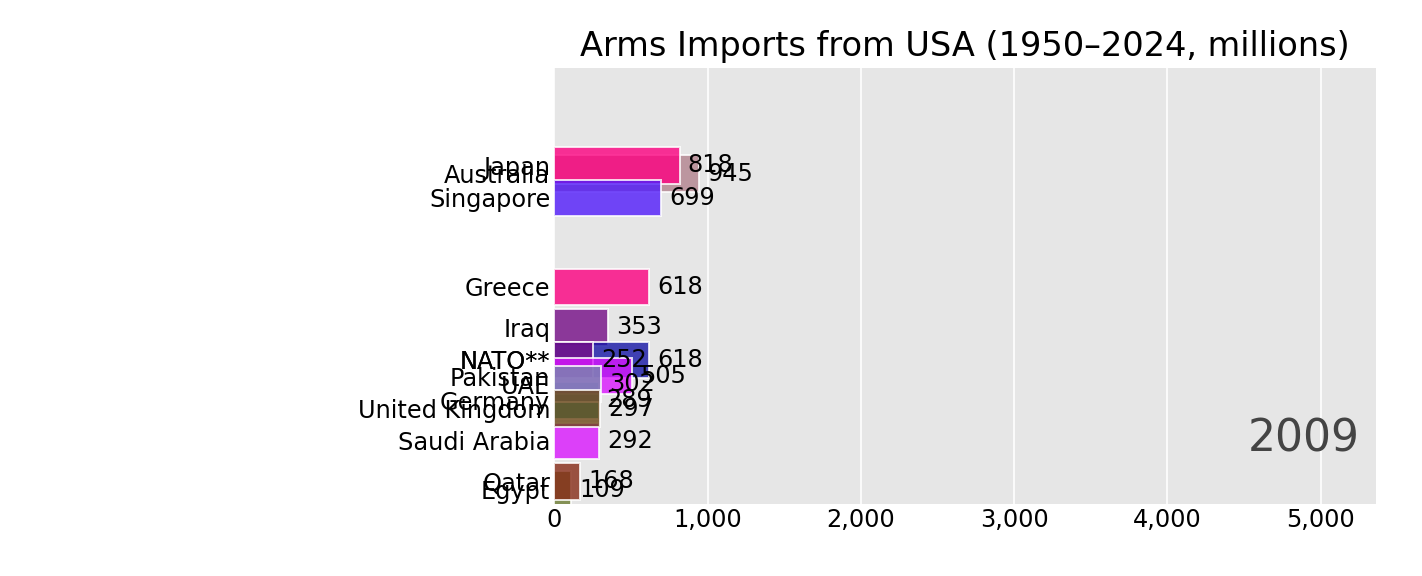 Arms Imports from USA (1950–2024, millions)
Japan 818
Australia 945
Singapore 699
Greece 618
Iraq 353
NATO** 252 618
Pakistan 505
UAE 302
Germany 289
United Kingdom 297
Saudi Arabia 292
2009
Qatar 168
Egypt 109
0 1,000 2,000 3,000 4,000 5,000